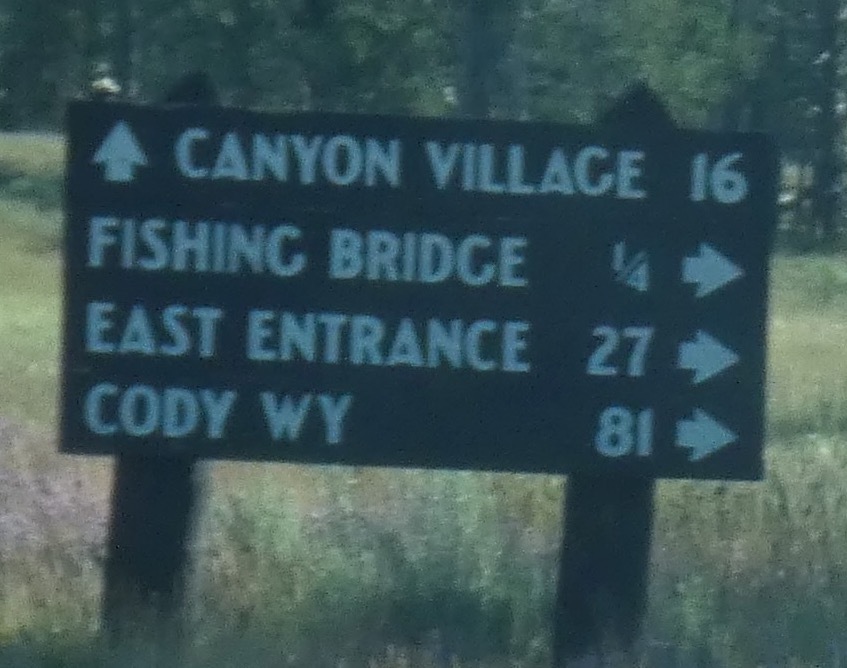 CANYON VILLAGE 16
FISHING BRIDGE 1/4
EAST ENTRANCE 27
CODY WY 81